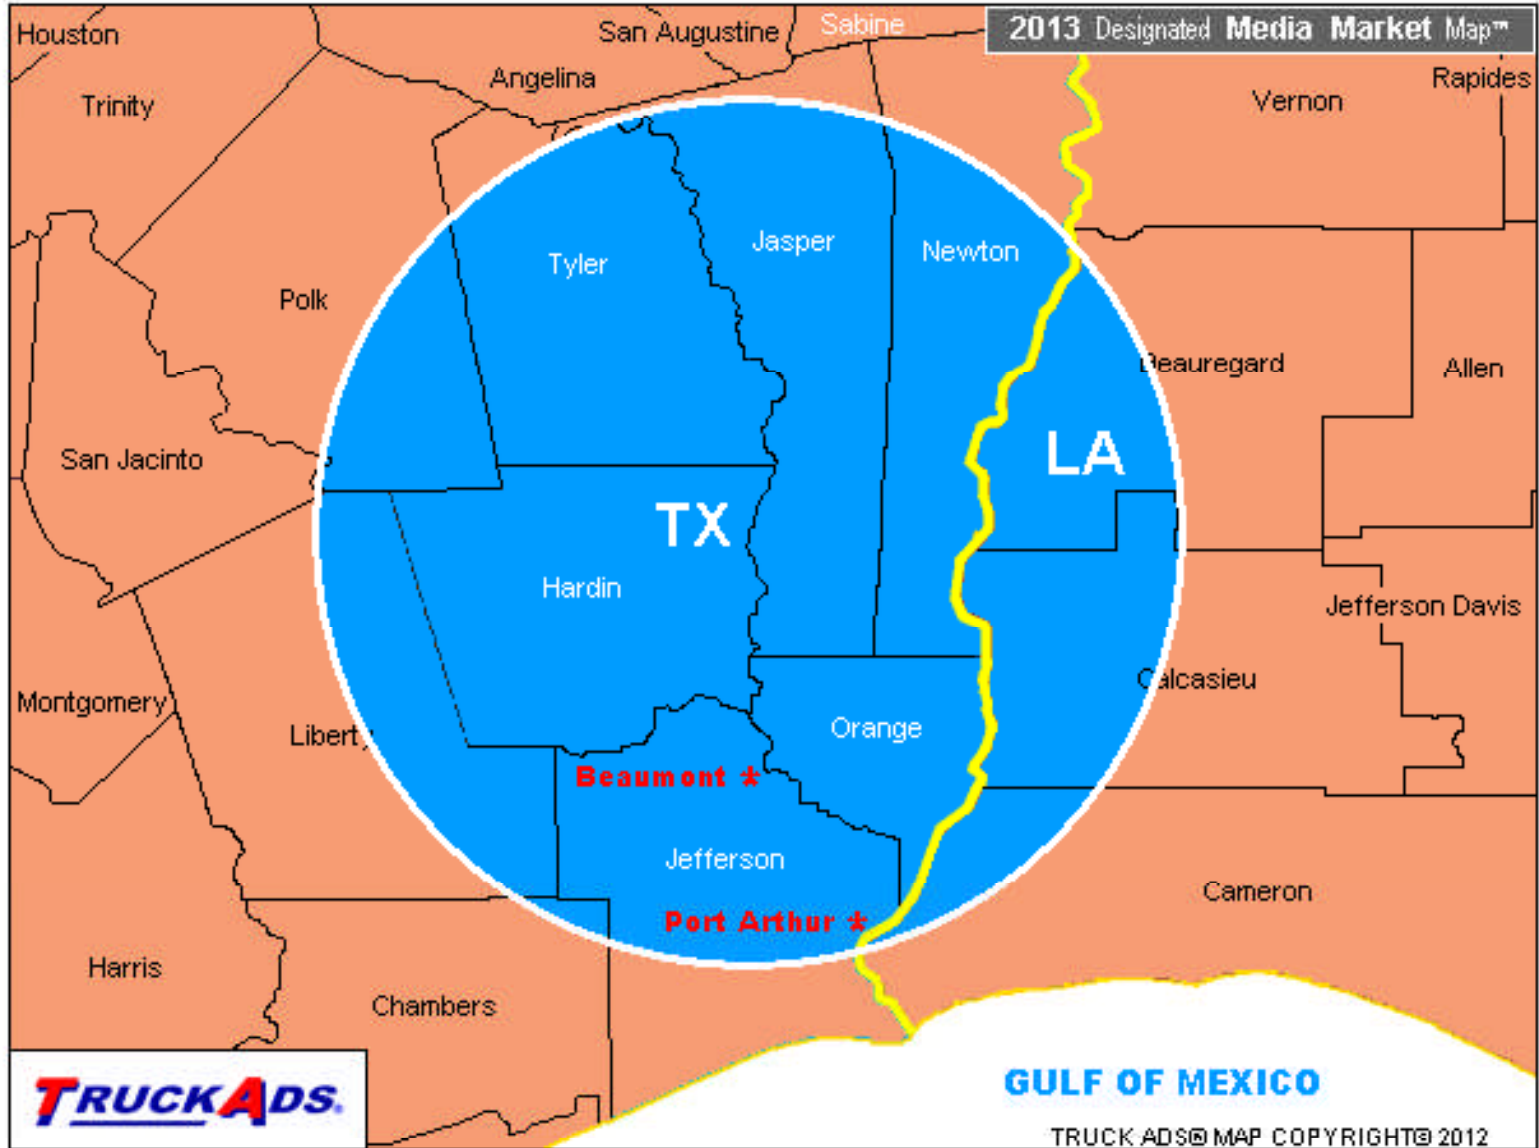 2013 Designated Media Market Map™
Houston
San Augustine
Sabine
Angelina
Rapides
Trinity
Vernon
Jasper
Newton
Tyler
Polk
Beauregard
Allen
LA
San Jacinto
TX
Hardin
Jefferson Davis
Calcasieu
Montgomery
Orange
Liberty
Beaumont *
Jefferson
Cameron
Port Arthur *
Harris
Chambers
GULF OF MEXICO
TRUCKADS®
TRUCK ADS® MAP COPYRIGHT© 2012